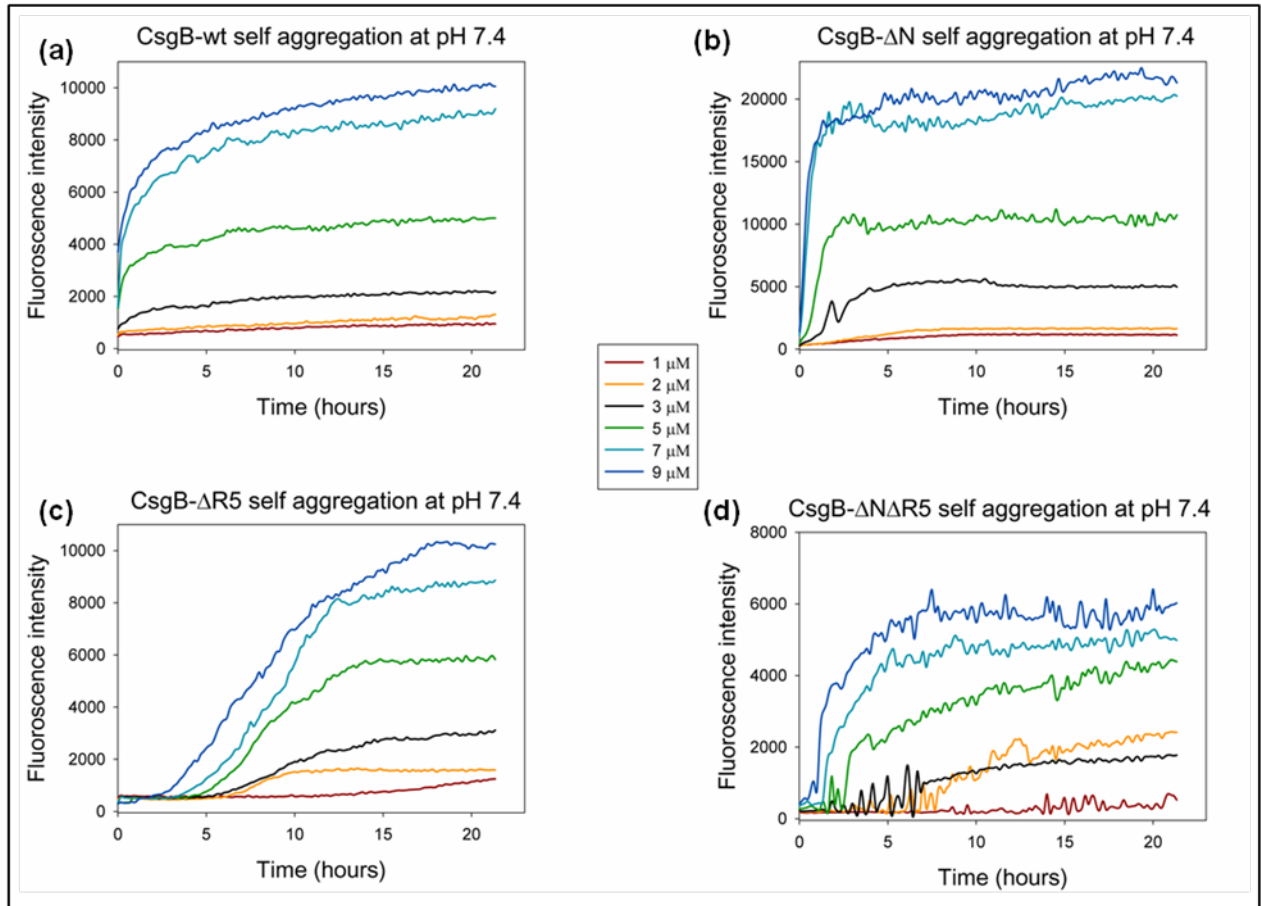 (a)
CsgB-wt self aggregation at pH 7.4
Fluoroscence intensity
10000
8000
6000
4000
2000
0
0 5 10 15 20
Time (hours)
(b)
CsgB-ΔN self aggregation at pH 7.4
Fluoroscence intensity
20000
15000
10000
5000
0
0 5 10 15 20
Time (hours)
1 μM
2 μM
3 μM
5 μM
7 μM
9 μM
(c)
CsgB-ΔR5 self aggregation at pH 7.4
Fluoroscence intensity
10000
8000
6000
4000
2000
0
0 5 10 15 20
Time (hours)
(d)
CsgB-ΔNΔR5 self aggregation at pH 7.4
Fluoroscence intensity
8000
6000
4000
2000
0
0 5 10 15 20
Time (hours)